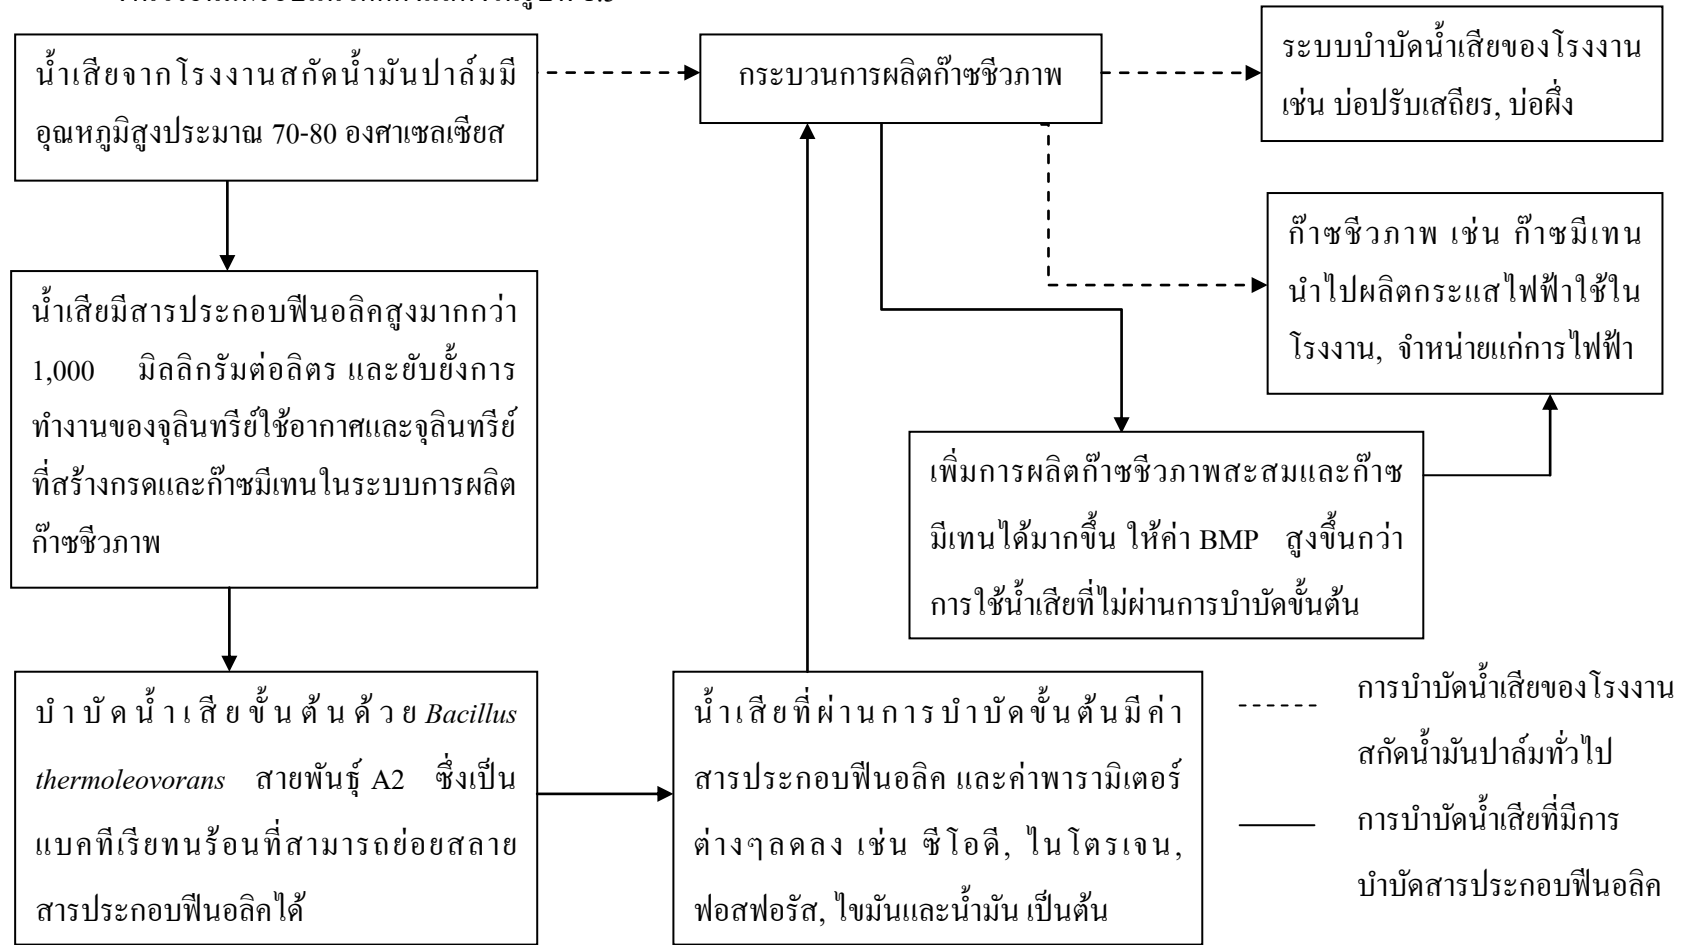 น้ำเสียจากโรงงานสกัดน้ำมันปาล์มมี
อุณหภูมิสูงประมาณ 70-80 องศาเซลเซียส
กระบวนการผลิตก๊าซชีวภาพ
ระบบบำบัดน้ำเสียของโรงงาน
เช่น บ่อปรับเสถียร, บ่อผึ่ง
ก๊าซชีวภาพ เช่น ก๊าซมีเทน
นำไปผลิตกระแสไฟฟ้าใช้ใน
โรงงาน, จำหน่ายแก่การไฟฟ้า
น้ำเสียมีสารประกอบฟีนอลิคสูงมากกว่า
1,000 มิลลิกรัมต่อลิตร และยับยั้งการ
ทำงานของจุลินทรีย์ใช้อากาศและจุลินทรีย์
ที่สร้างกรดและก๊าซมีเทนในระบบการผลิต
ก๊าซชีวภาพ
เพิ่มการผลิตก๊าซชีวภาพสะสมและก๊าซ
มีเทนได้มากขึ้น ให้ค่า BMP สูงขึ้นกว่า
การใช้น้ำเสียที่ไม่ผ่านการบำบัดขั้นต้น
บำบัดน้ำเสียขั้นต้นด้วย Bacillus
thermoleovorans สายพันธุ์ A2 ซึ่งเป็น
แบคทีเรียทนร้อนที่สามารถย่อยสลาย
สารประกอบฟีนอลิคได้
น้ำเสียที่ผ่านการบำบัดขั้นต้นมีค่า
สารประกอบฟีนอลิค และค่าพารามิเตอร์
ต่างๆลดลง เช่น ซีโอดี, ไนโตรเจน,
ฟอสฟอรัส, ไขมันและน้ำมัน เป็นต้น
การบำบัดน้ำเสียของโรงงาน
สกัดน้ำมันปาล์มทั่วไป
การบำบัดน้ำเสียที่มีการ
บำบัดสารประกอบฟีนอลิค